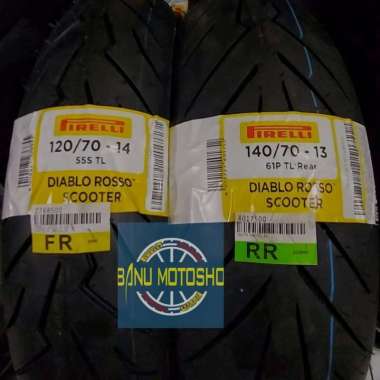 PIRELLI
120/70 - 14
55S TL
DIABLO ROSSO
SCOOTER
FR
PIRELLI
140/70 - 13
61P TL Rear
DIABLO ROSSO
SCOOTER
RR
BANU MOTOSHO